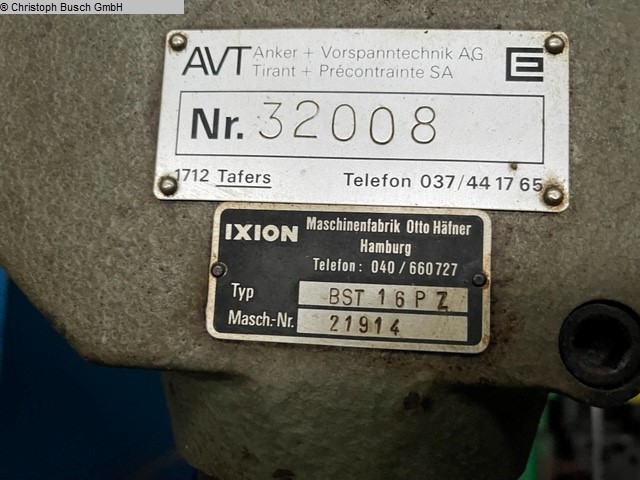 © Christoph Busch GmbH
AVT Anker + Vorspanntechnik AG
Tirant + Précontrainte SA
Nr. 32008
1712 Tafers Telefon 037/44 17 65
IXION Maschinenfabrik Otto Häfner
Hamburg
Telefon: 040/660727
Typ BST 16 PZ
Masch.-Nr. 21914